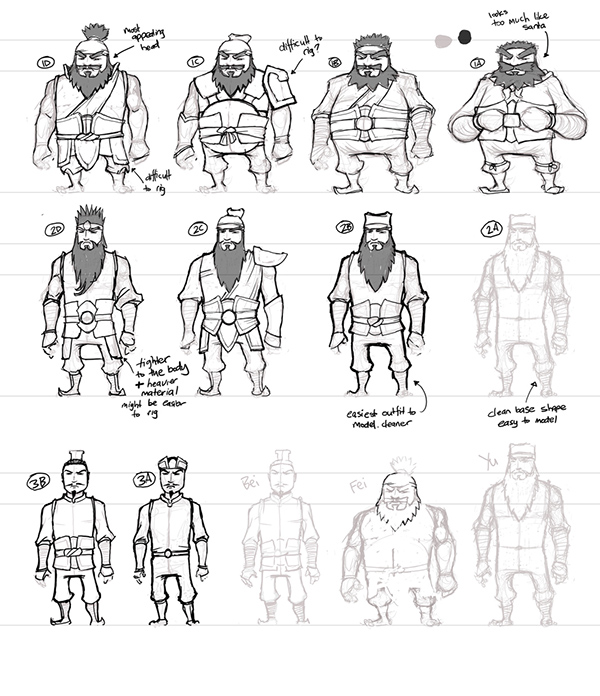 most
appealing
head
difficult to
rig?
looks
too much like
santa
1D
1C
1B
1A
difficult
to rig
2D
2C
2B
2A
tighter
to the body
+ heavier
material
might be easier
to rig
easiest outfit to
model. cleaner
clean base shape
easy to model
3B
3A
Bei
Fei
Yu